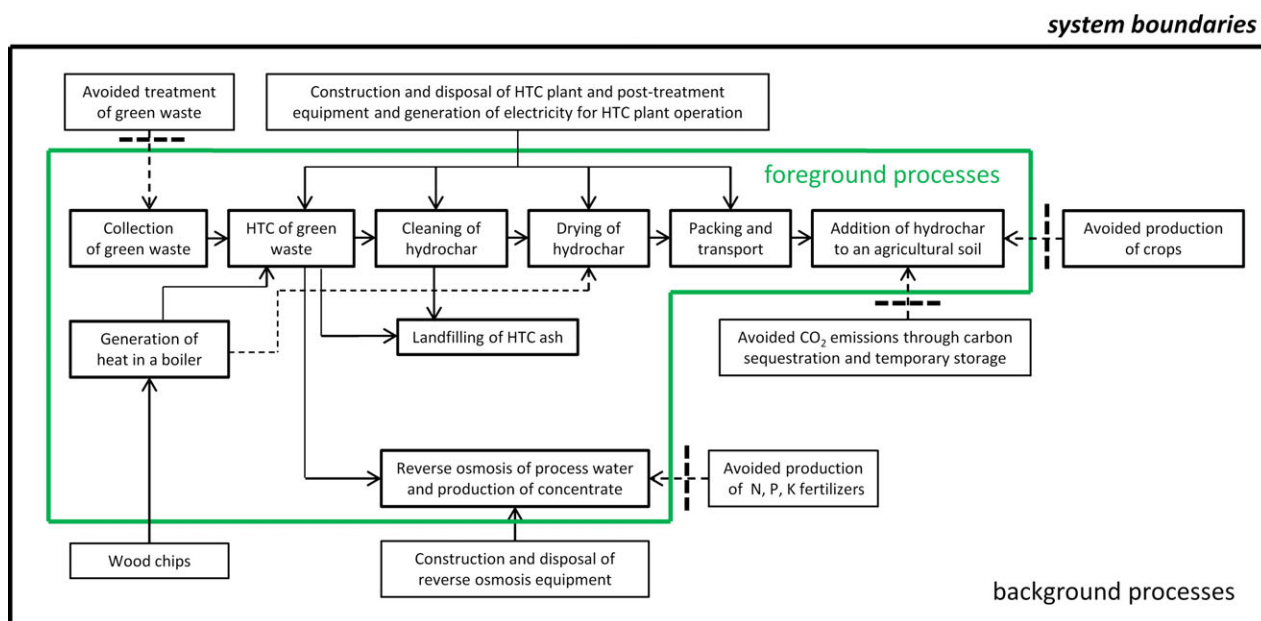 system boundaries
Avoided treatment
of green waste
Construction and disposal of HTC plant and post-treatment
equipment and generation of electricity for HTC plant operation
foreground processes
Collection
of green waste
HTC of green
waste
Cleaning of
hydrochar
Drying of
hydrochar
Packing and
transport
Addition of hydrochar
to an agricultural soil
Avoided production
of crops
Generation of
heat in a boiler
Landfilling of HTC ash
Avoided CO₂ emissions through carbon
sequestration and temporary storage
Reverse osmosis of process water
and production of concentrate
Avoided production
of N, P, K fertilizers
Wood chips
Construction and disposal of
reverse osmosis equipment
background processes